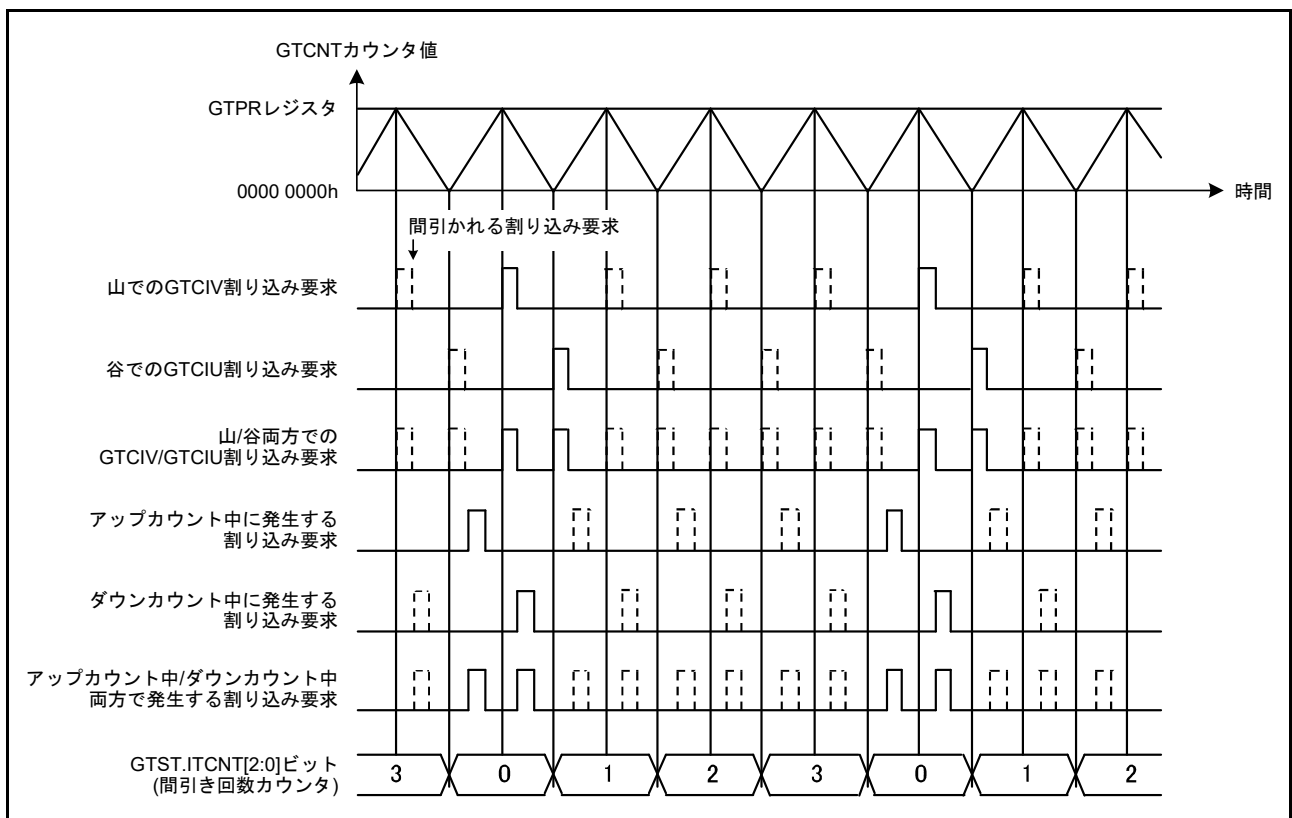 GTCNTカウンタ値
GTPRレジスタ
0000 0000h
時間
間引かれる割り込み要求
山でのGTCIV割り込み要求
谷でのGTCIU割り込み要求
山/谷両方での
GTCIV/GTCIU割り込み要求
アップカウント中に発生する
割り込み要求
ダウンカウント中に発生する
割り込み要求
アップカウント中/ダウンカウント中
両方で発生する割り込み要求
GTST.ITCNT[2:0]ビット
(間引き回数カウンタ)
3 0 1 2 3 0 1 2